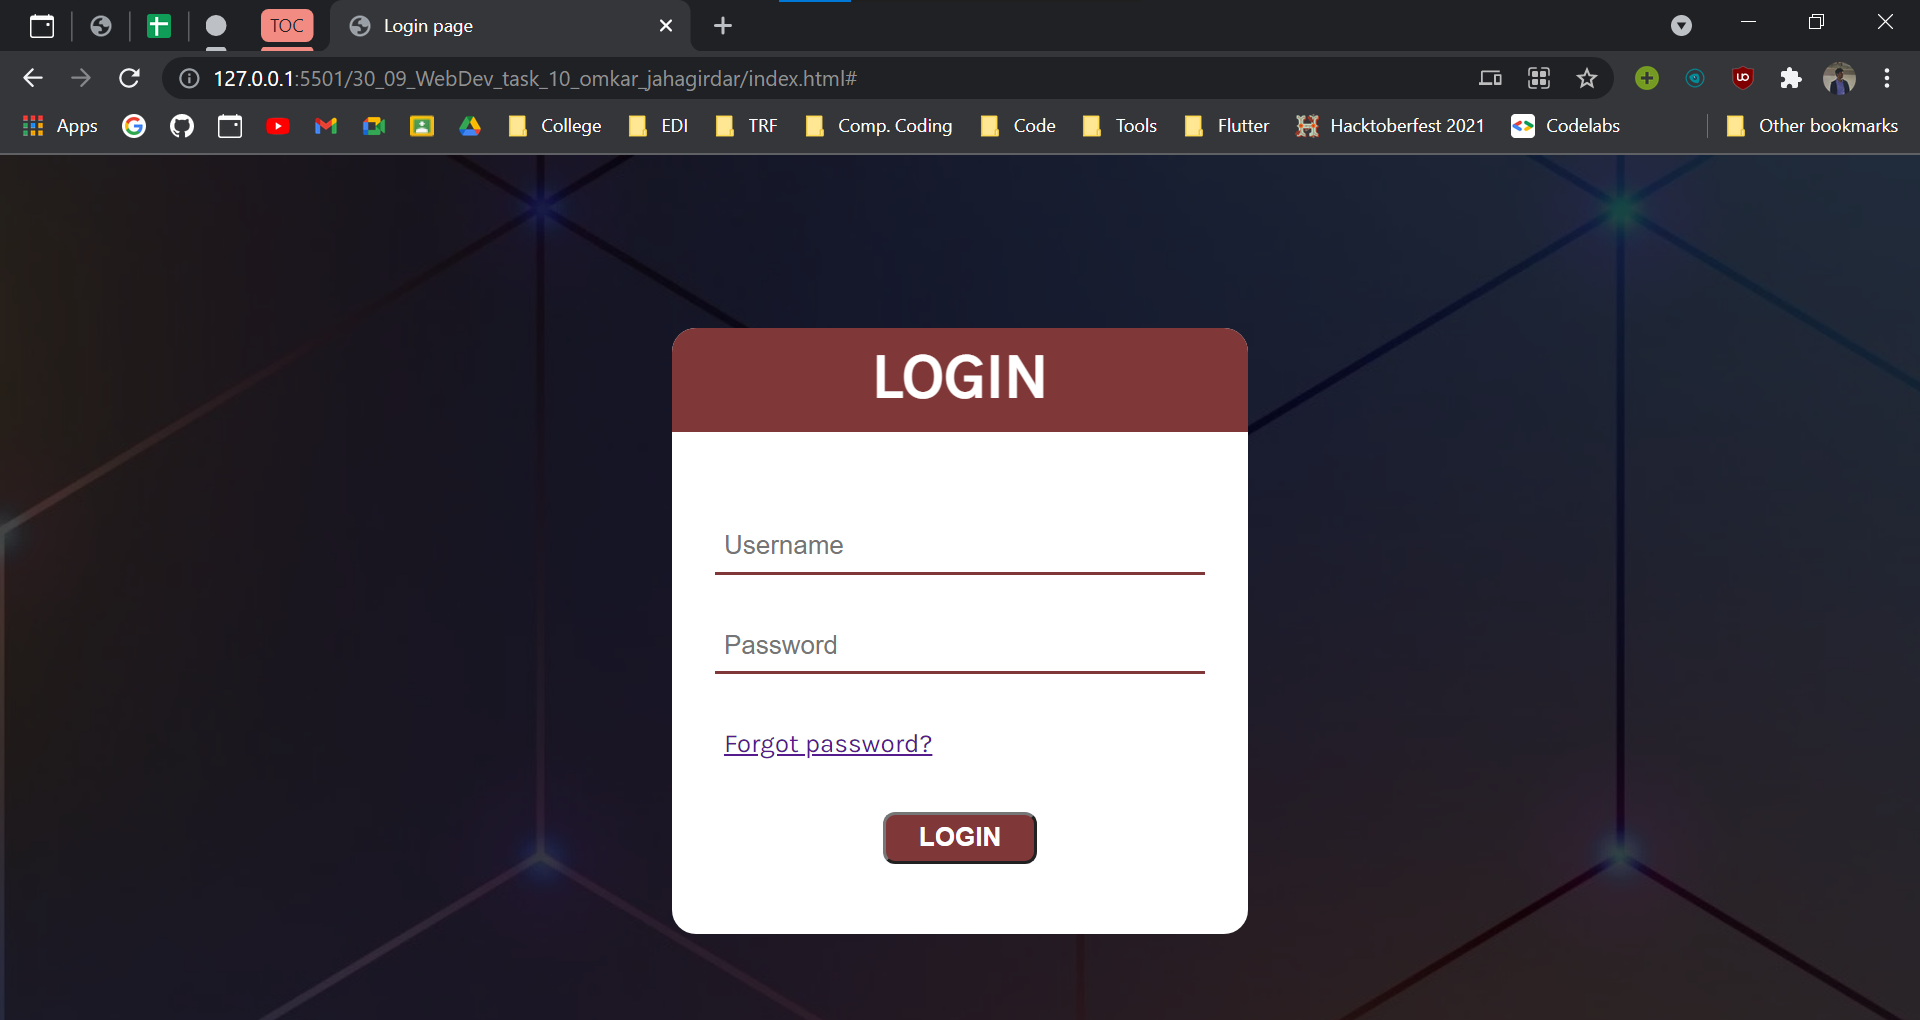 TOC
Login page
127.0.0.1:5501/30_09_WebDev_task_10_omkar_jahagirdar/index.html#
Apps College EDI TRF Comp. Coding Code Tools Flutter Hacktoberfest 2021 Codelabs Other bookmarks
LOGIN
Username
Password
Forgot password?
LOGIN